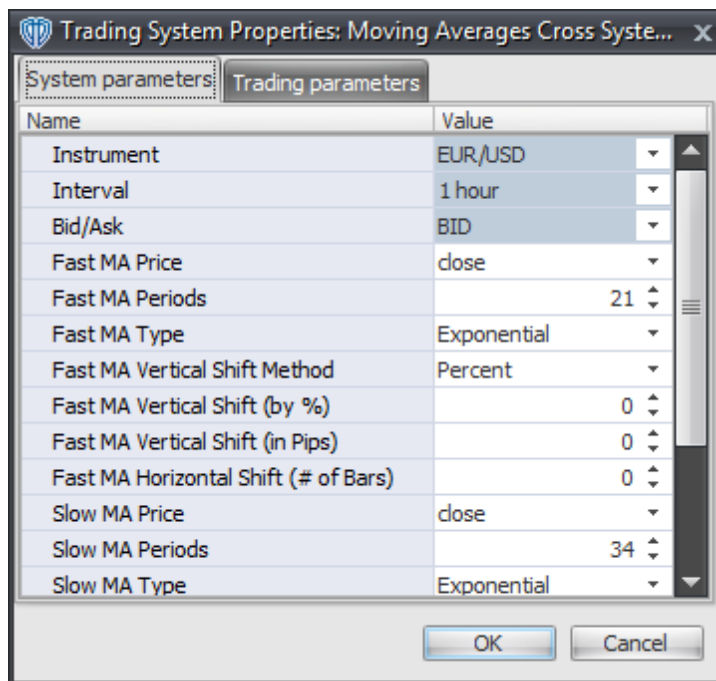 Trading System Properties: Moving Averages Cross Syste... x
System parameters Trading parameters
Name Value
Instrument EUR/USD
Interval 1 hour
Bid/Ask BID
Fast MA Price close
Fast MA Periods 21
Fast MA Type Exponential
Fast MA Vertical Shift Method Percent
Fast MA Vertical Shift (by %) 0
Fast MA Vertical Shift (in Pips) 0
Fast MA Horizontal Shift (# of Bars) 0
Slow MA Price close
Slow MA Periods 34
Slow MA Type Exponential
OK Cancel